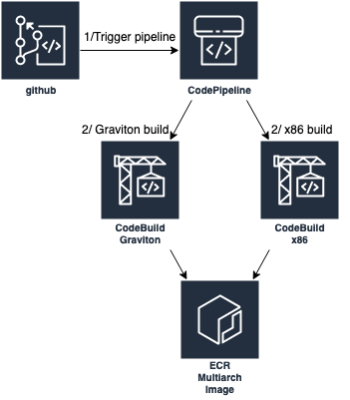 1/Trigger pipeline
github
CodePipeline
2/ Graviton build
2/ x86 build
CodeBuild
Graviton
CodeBuild
x86
ECR
Multiarch
Image